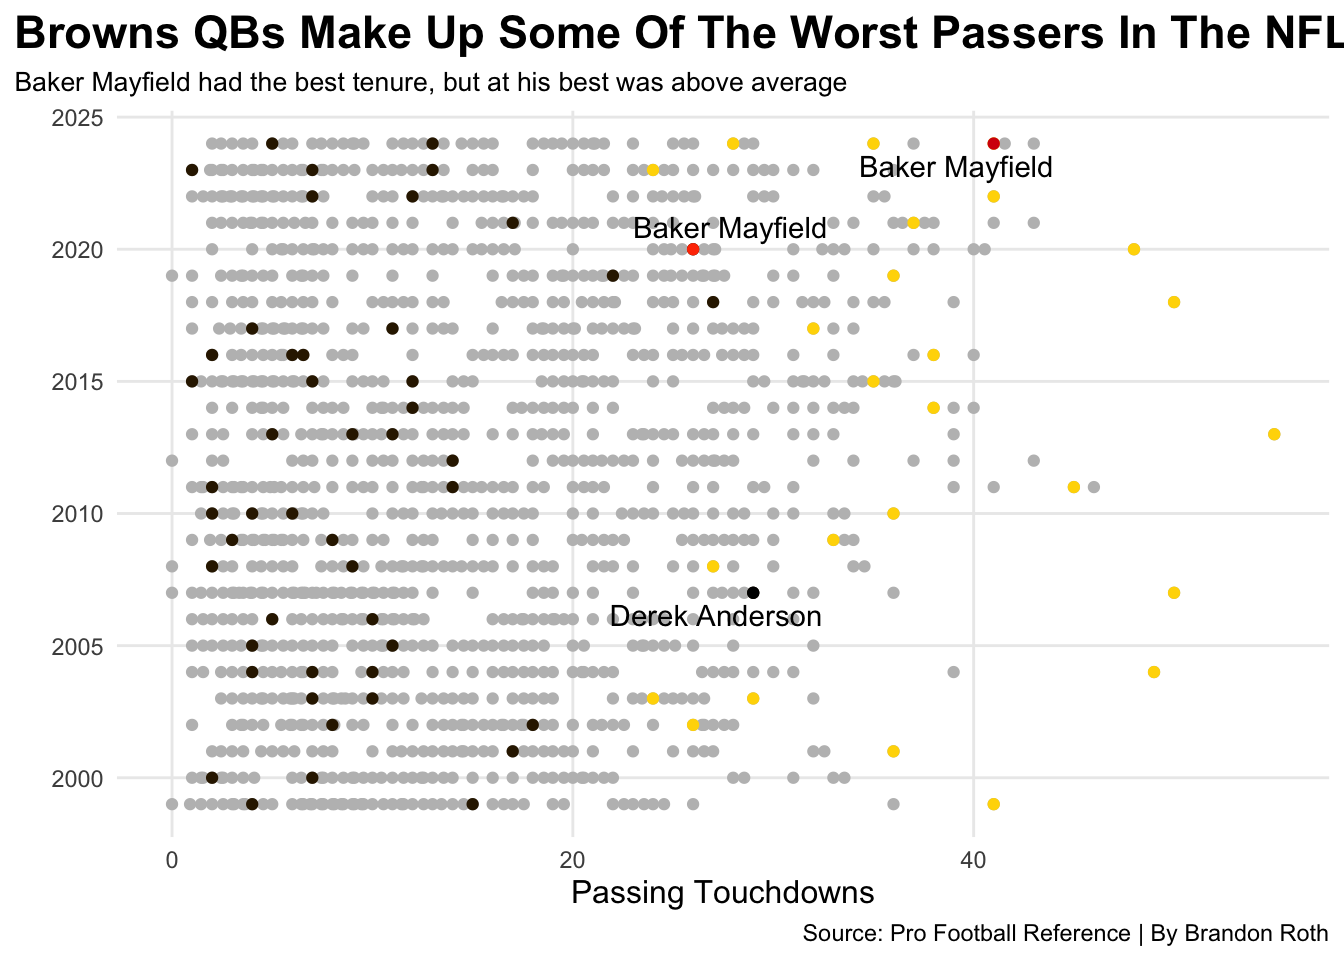 Browns QBs Make Up Some Of The Worst Passers In The NFL
Baker Mayfield had the best tenure, but at his best was above average
2025
Baker Mayfield
Baker Mayfield
2020
2015
2010
Derek Anderson
2005
2000
0 20 40
Passing Touchdowns
Source: Pro Football Reference | By Brandon Roth